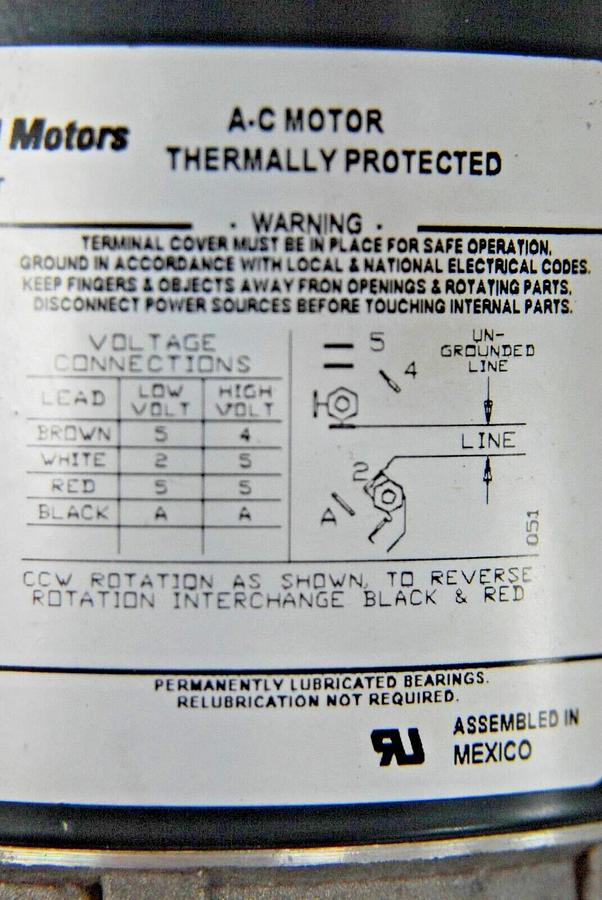 Motors
A-C MOTOR
THERMALLY PROTECTED
· WARNING ·
TERMINAL COVER MUST BE IN PLACE FOR SAFE OPERATION,
GROUND IN ACCORDANCE WITH LOCAL & NATIONAL ELECTRICAL CODES.
KEEP FINGERS & OBJECTS AWAY FRON OPENINGS & ROTATING PARTS,
DISCONNECT POWER SOURCES BEFORE TOUCHING INTERNAL PARTS.
VOLTAGE
CONNECTIONS
LEAD LOW VOLT HIGH VOLT
BROWN 5 4
WHITE 2 5
RED 5 5
BLACK A A
5
4
UN-
GROUNDED
LINE
LINE
2
A
051
CCW ROTATION AS SHOWN, TO REVERSE
ROTATION INTERCHANGE BLACK & RED
PERMANENTLY LUBRICATED BEARINGS.
RELUBRICATION NOT REQUIRED.
RU
ASSEMBLED IN
MEXICO